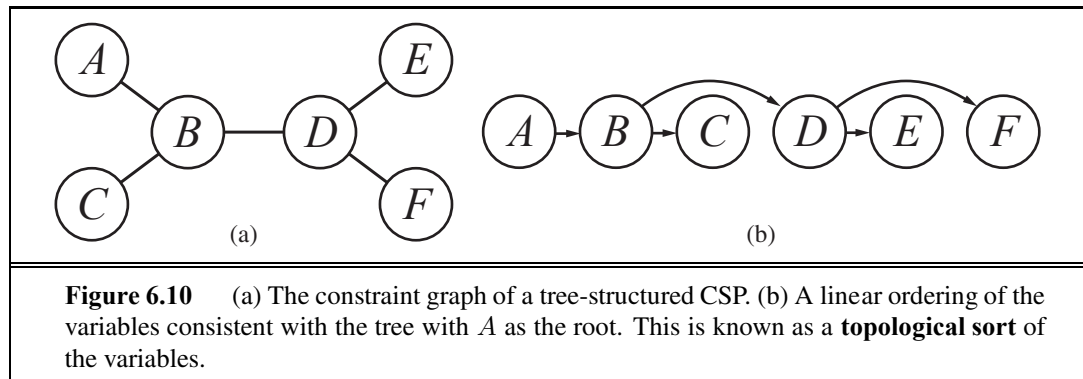 A
E
B
D
C
F
(a)
A B C D E F
(b)
Figure 6.10 (a) The constraint graph of a tree-structured CSP. (b) A linear ordering of the
variables consistent with the tree with A as the root. This is known as a topological sort of
the variables.